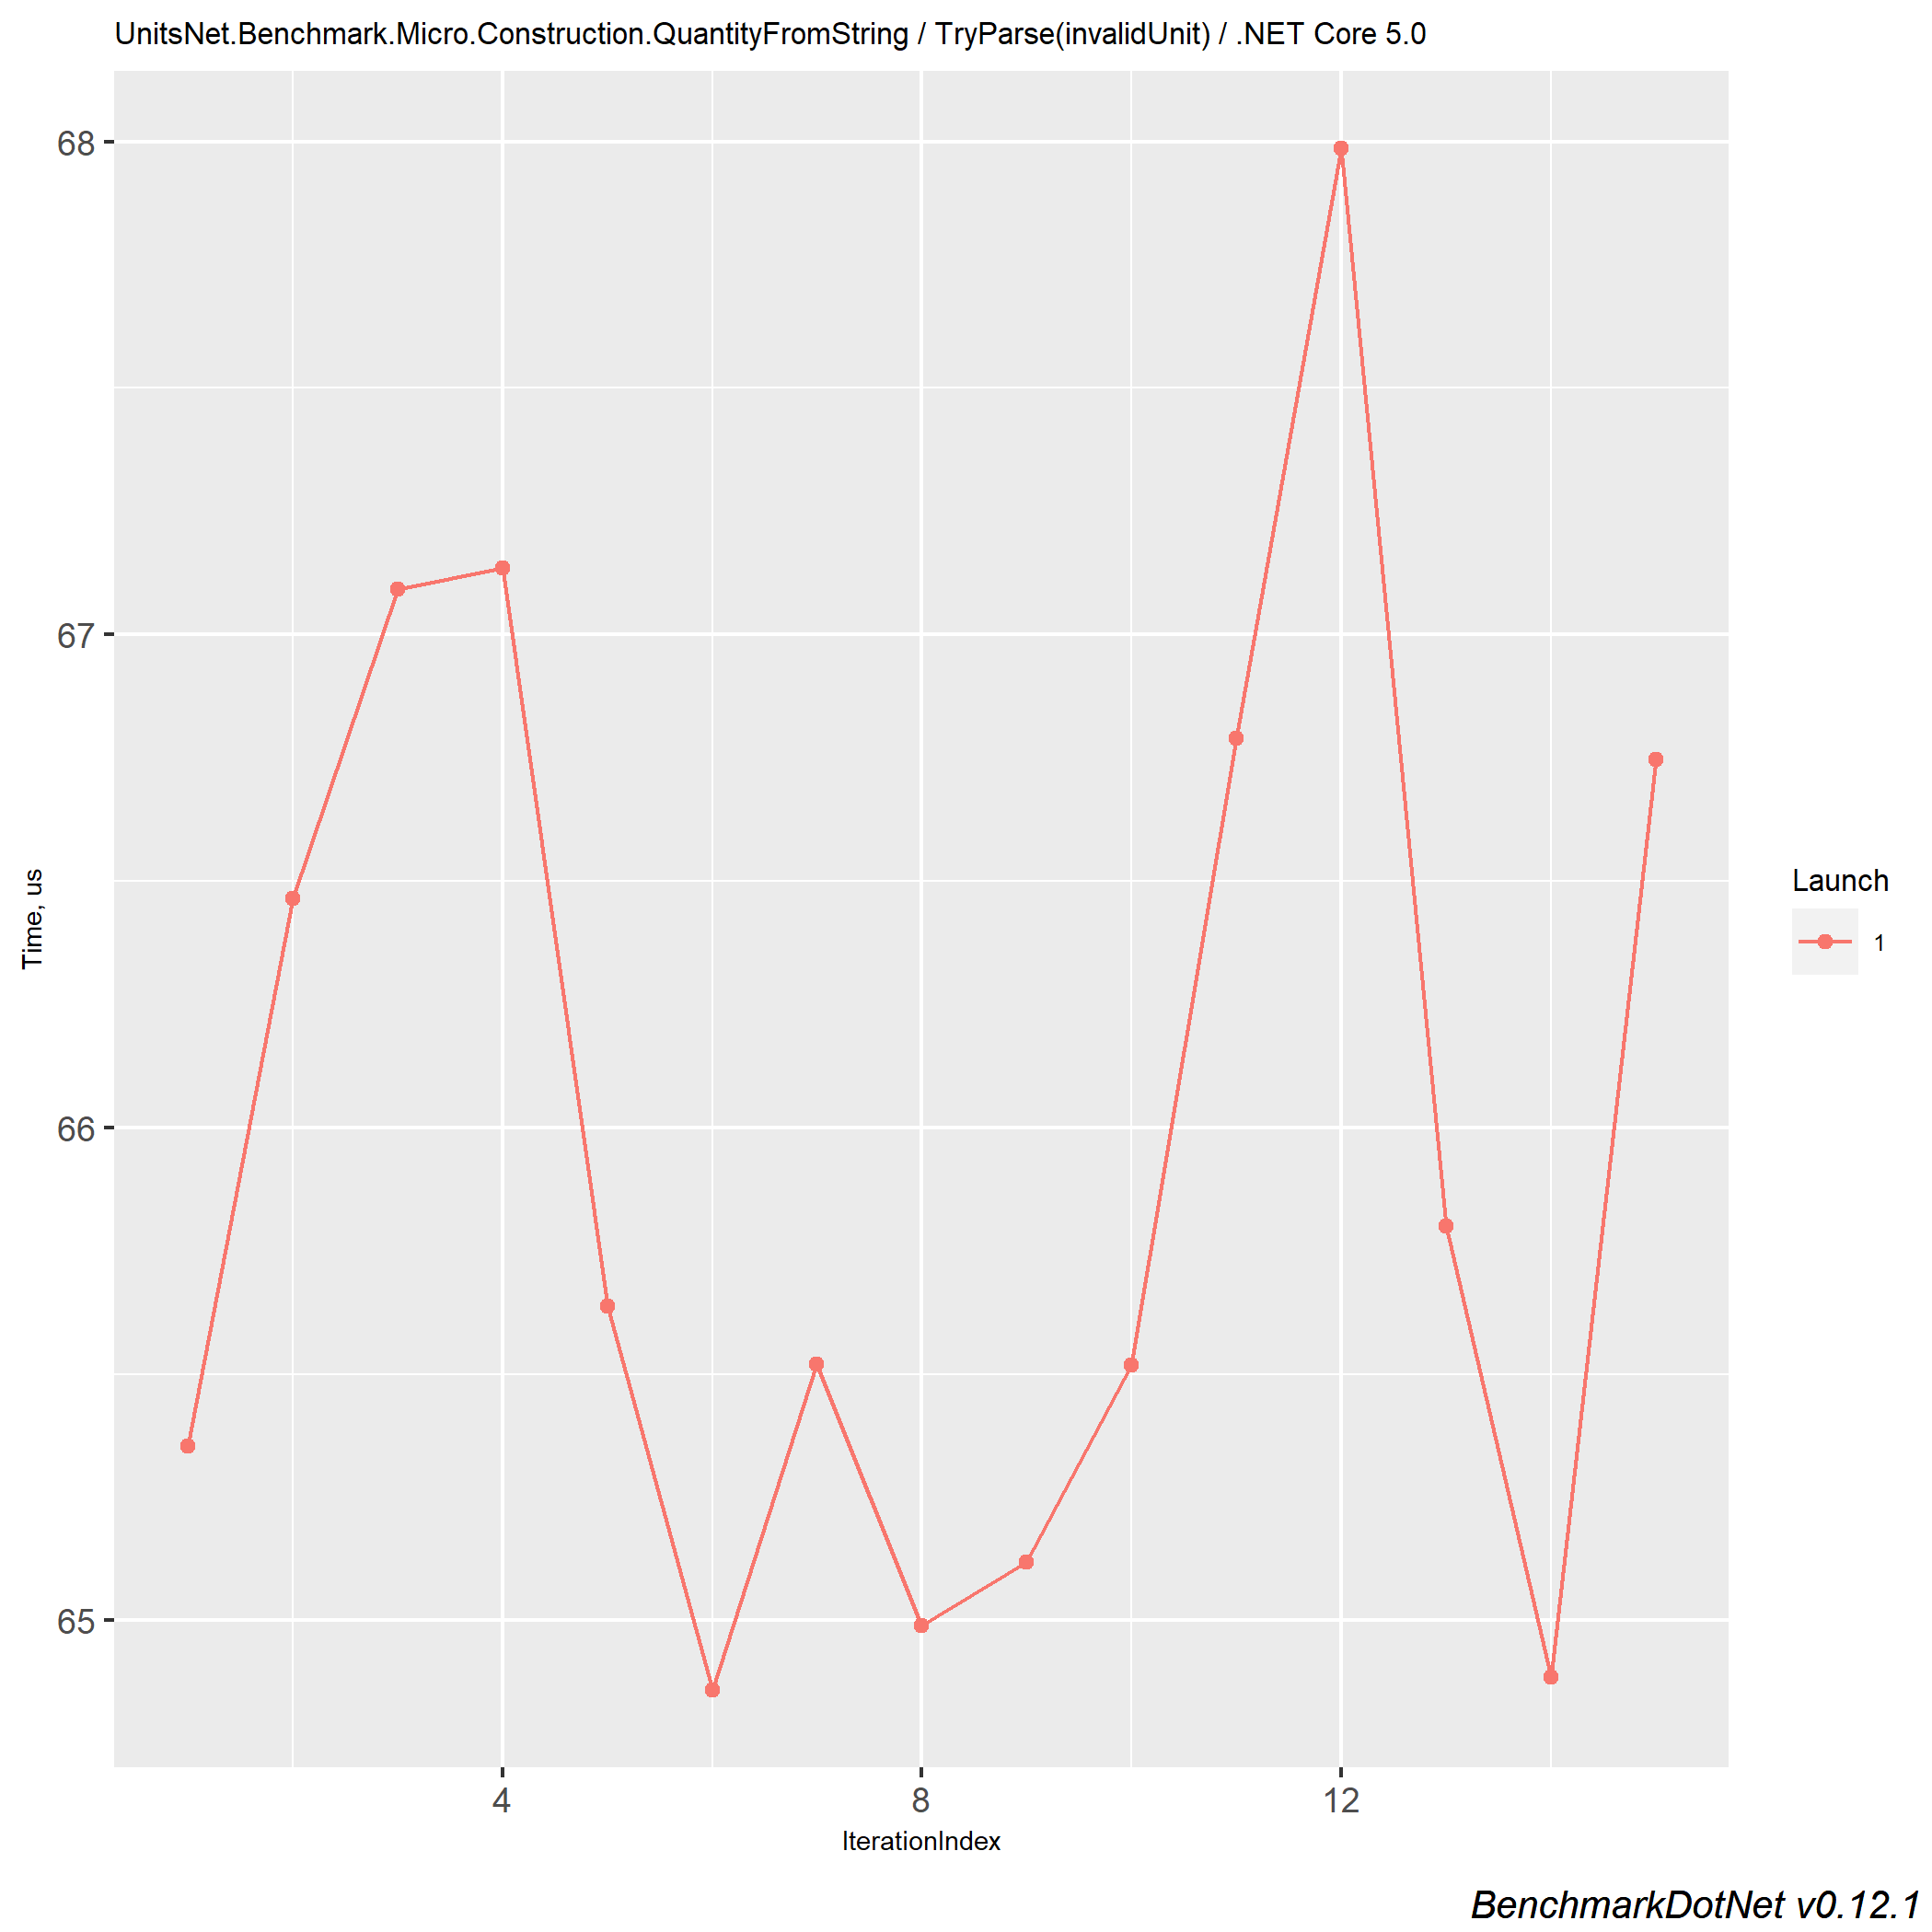 UnitsNet.Benchmark.Micro.Construction.QuantityFromString / TryParse(invalidUnit) / .NET Core 5.0
68
67
66
65
Time, us
4 8 12
IterationIndex
Launch
1
BenchmarkDotNet v0.12.1